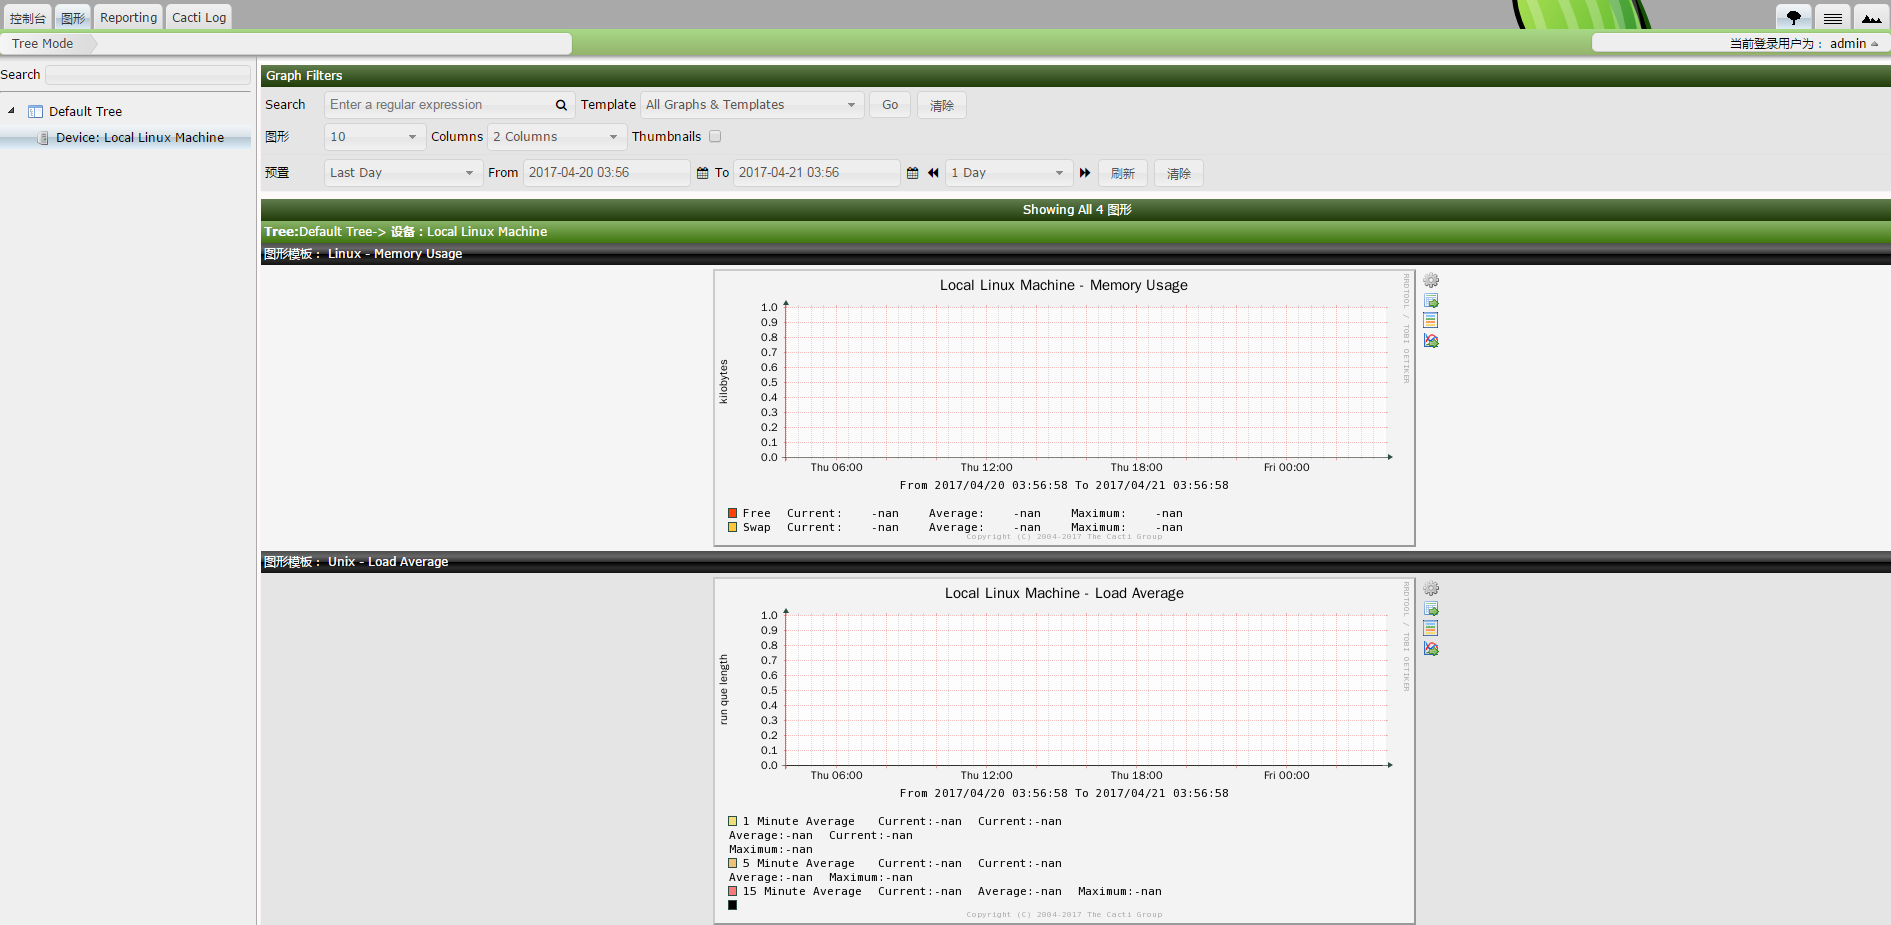 控制台 图形 Reporting Cacti Log
Tree Mode 当前登录用户为： admin
Search
Default Tree
Device: Local Linux Machine
Graph Filters
Search Enter a regular expression Template All Graphs & Templates Go 清除
图形 10 Columns 2 Columns Thumbnails
预置 Last Day From 2017-04-20 03:56 To 2017-04-21 03:56 1 Day 刷新 清除
Showing All 4 图形
Tree:Default Tree-> 设备 : Local Linux Machine
图形模板： Linux - Memory Usage
Local Linux Machine - Memory Usage
RRDTOOL / TOBI OETIKER
kilobytes
1.0
0.9
0.8
0.7
0.6
0.5
0.4
0.3
0.2
0.1
0.0
Thu 06:00 Thu 12:00 Thu 18:00 Fri 00:00
From 2017/04/20 03:56:58 To 2017/04/21 03:56:58
Free Current: -nan Average: -nan Maximum: -nan
Swap Current: -nan Average: -nan Maximum: -nan
Copyright (C) 2004-2017 The Cacti Group
图形模板： Unix - Load Average
Local Linux Machine - Load Average
RRDTOOL / TOBI OETIKER
run que length
1.0
0.9
0.8
0.7
0.6
0.5
0.4
0.3
0.2
0.1
0.0
Thu 06:00 Thu 12:00 Thu 18:00 Fri 00:00
From 2017/04/20 03:56:58 To 2017/04/21 03:56:58
1 Minute Average Current:-nan Current:-nan
Average:-nan Current:-nan
Maximum:-nan
5 Minute Average Current:-nan Current:-nan
Average:-nan Maximum:-nan
15 Minute Average Current:-nan Average:-nan Maximum:-nan
Copyright (C) 2004-2017 The Cacti Group